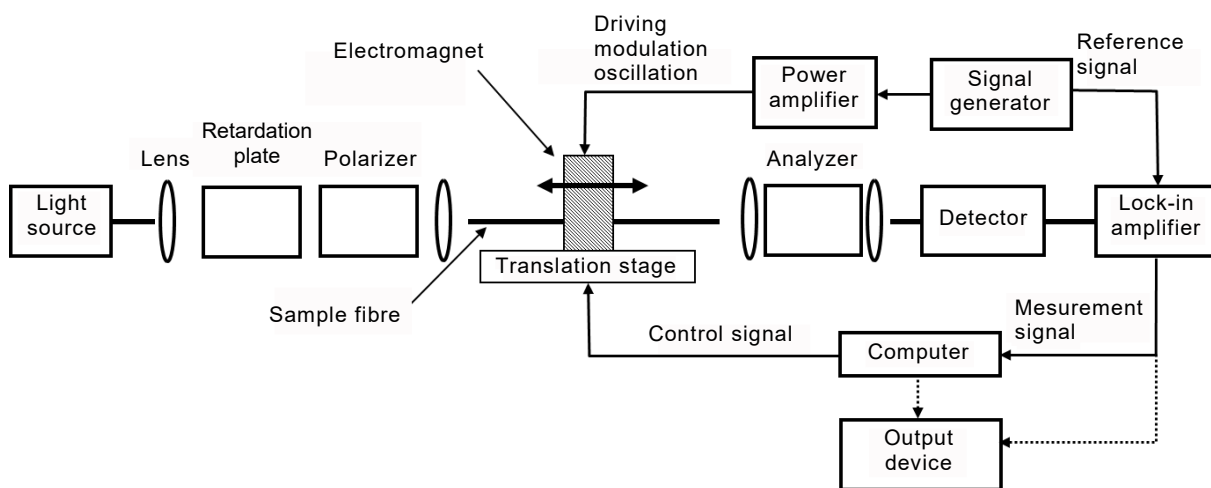 Driving
modulation
oscillation
Electromagnet
Reference
signal
Power
amplifier
Signal
generator
Retardation
plate
Lens
Polarizer
Analyzer
Light
source
Detector
Lock-in
amplifier
Translation stage
Sample fibre
Control signal
Mesurement
signal
Computer
Output
device